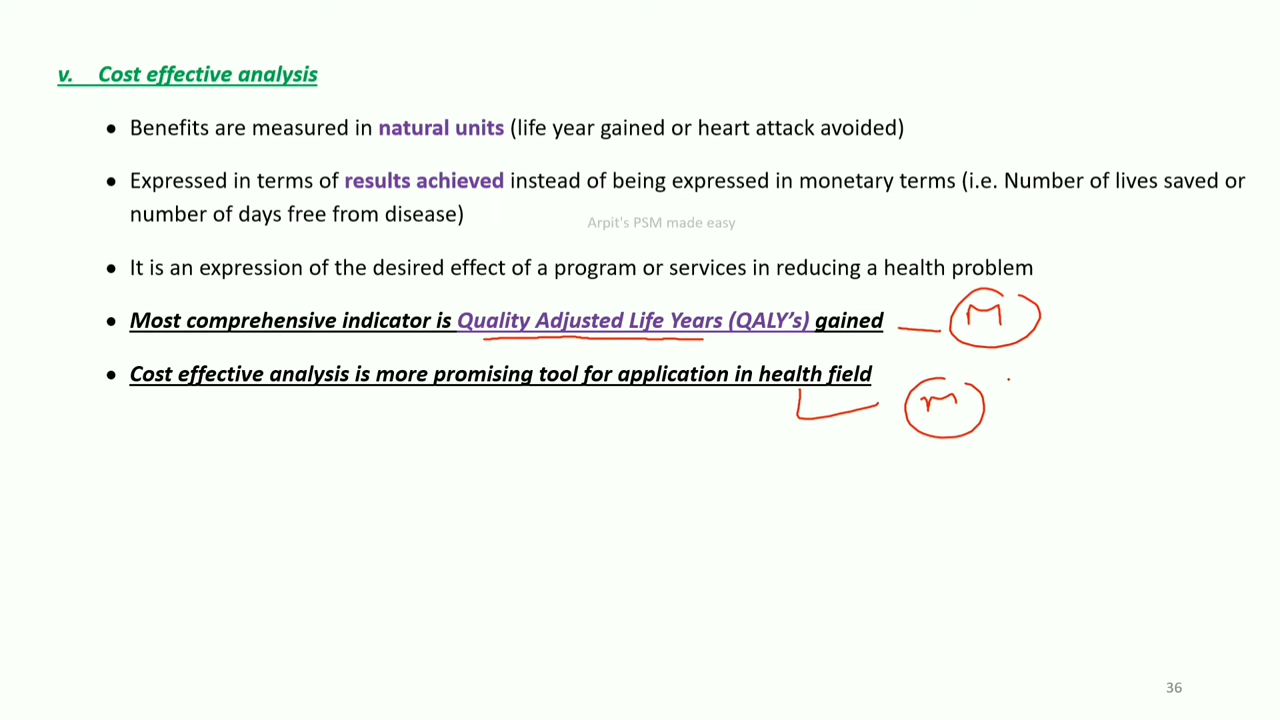 v. Cost effective analysis
• Benefits are measured in natural units (life year gained or heart attack avoided)
• Expressed in terms of results achieved instead of being expressed in monetary terms (i.e. Number of lives saved or
number of days free from disease)
Arpit's PSM made easy
• It is an expression of the desired effect of a program or services in reducing a health problem
• Most comprehensive indicator is Quality Adjusted Life Years (QALY's) gained M
• Cost effective analysis is more promising tool for application in health field
M
36